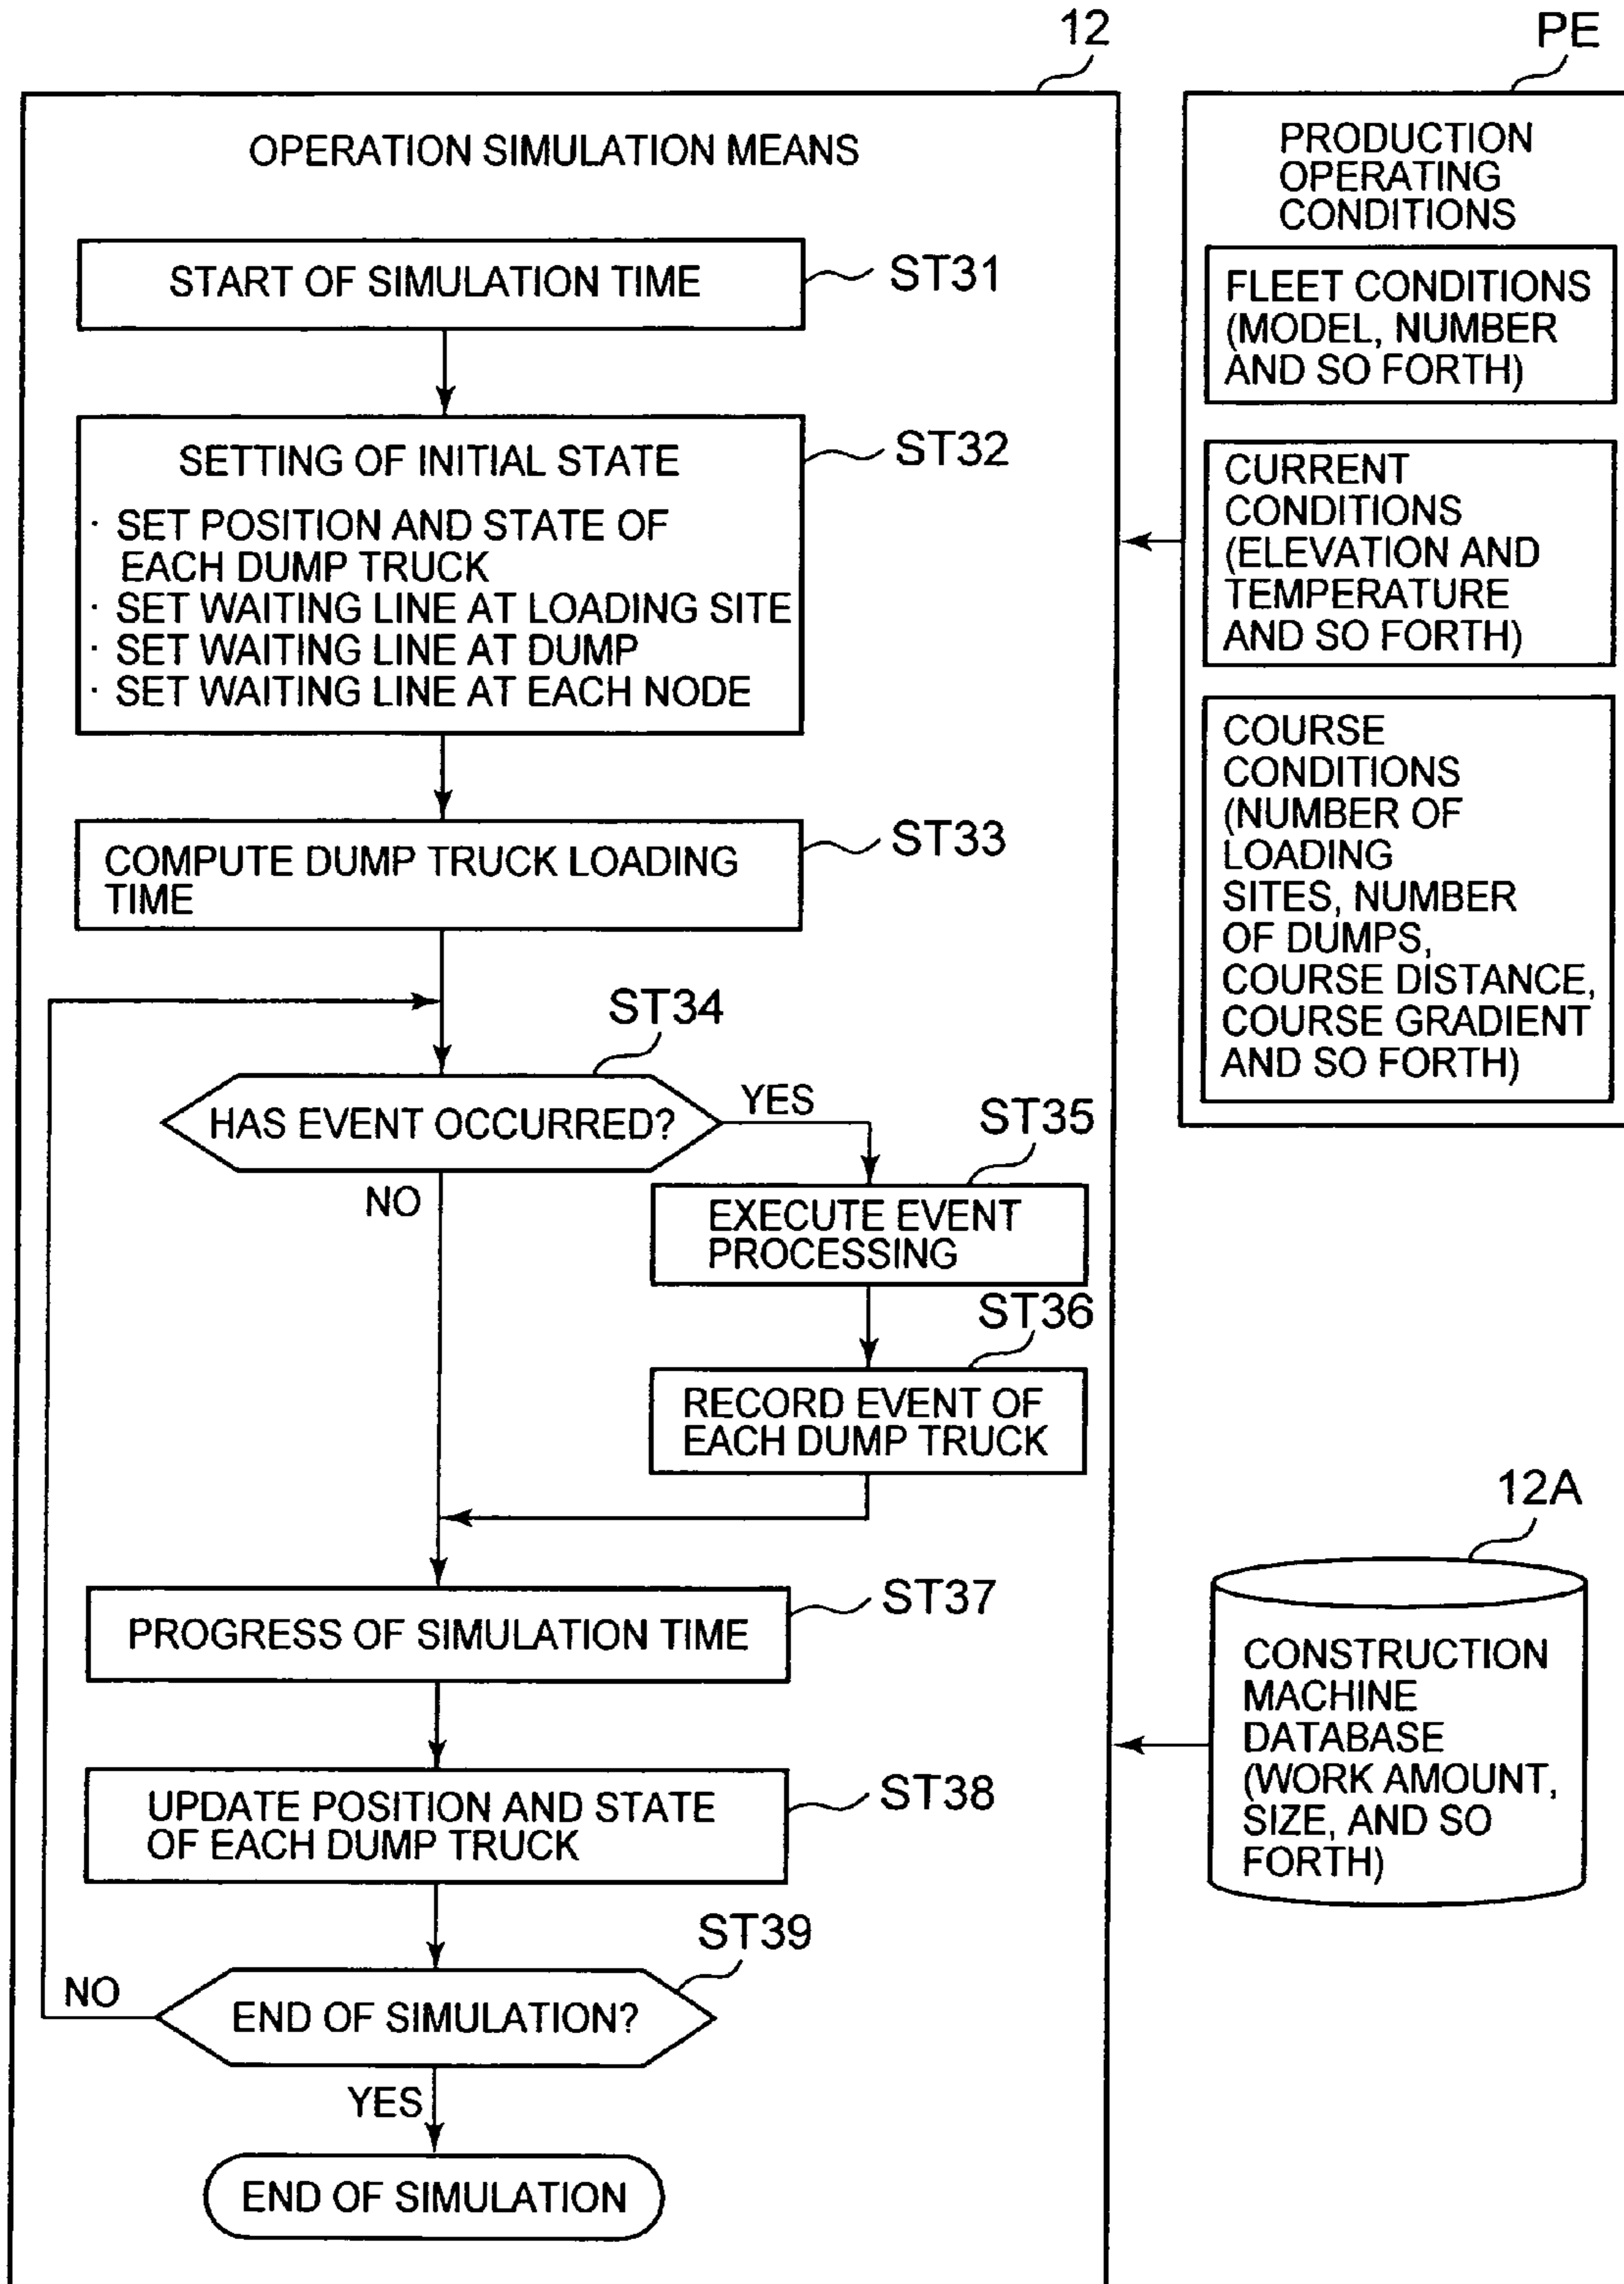 12
PE
OPERATION SIMULATION MEANS
START OF SIMULATION TIME
ST31
SETTING OF INITIAL STATE
· SET POSITION AND STATE OF
EACH DUMP TRUCK
· SET WAITING LINE AT LOADING SITE
· SET WAITING LINE AT DUMP
· SET WAITING LINE AT EACH NODE
ST32
COMPUTE DUMP TRUCK LOADING
TIME
ST33
HAS EVENT OCCURRED?
ST34
YES
NO
EXECUTE EVENT
PROCESSING
ST35
RECORD EVENT OF
EACH DUMP TRUCK
ST36
PROGRESS OF SIMULATION TIME
ST37
UPDATE POSITION AND STATE
OF EACH DUMP TRUCK
ST38
END OF SIMULATION?
ST39
NO
YES
END OF SIMULATION
PRODUCTION
OPERATING
CONDITIONS
FLEET CONDITIONS
(MODEL, NUMBER
AND SO FORTH)
CURRENT
CONDITIONS
(ELEVATION AND
TEMPERATURE
AND SO FORTH)
COURSE
CONDITIONS
(NUMBER OF
LOADING
SITES, NUMBER
OF DUMPS,
COURSE DISTANCE,
COURSE GRADIENT
AND SO FORTH)
12A
CONSTRUCTION
MACHINE
DATABASE
(WORK AMOUNT,
SIZE, AND SO
FORTH)